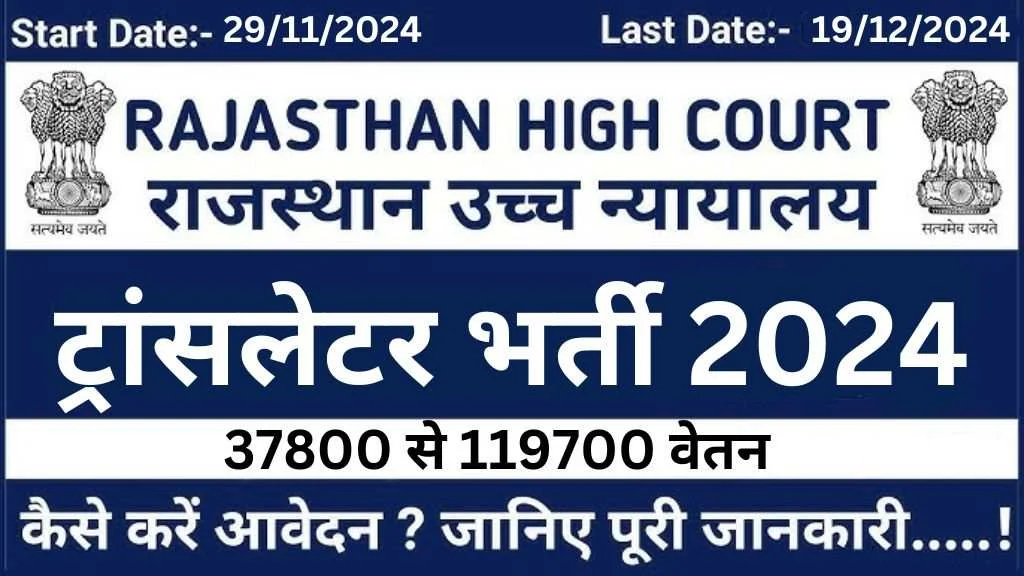 Start Date:- 29/11/2024 Last Date:- 19/12/2024
RAJASTHAN HIGH COURT
राजस्थान उच्च न्यायालय
सत्यमेव जयते सत्यमेव जयते
ट्रांसलेटर भर्ती 2024
37800 से 119700 वेतन
कैसे करें आवेदन ? जानिए पूरी जानकारी.....!